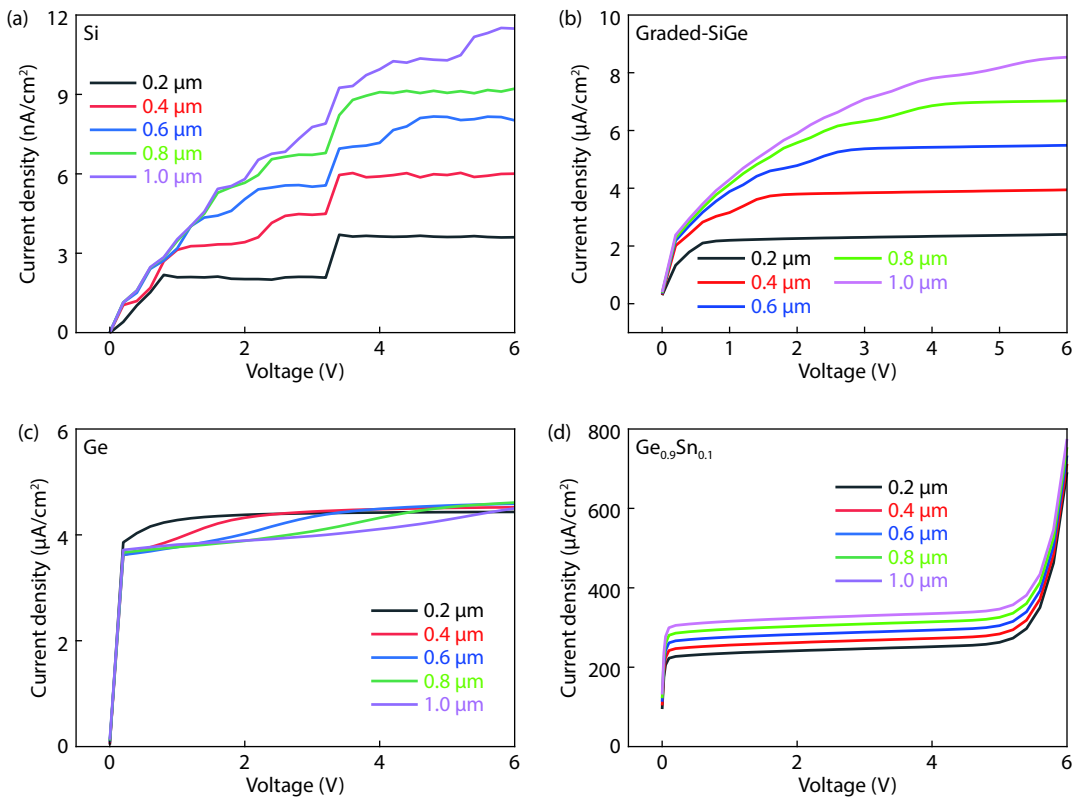 (a)
Si
12
9
6
3
0
Current density (nA/cm²)
0.2 μm
0.4 μm
0.6 μm
0.8 μm
1.0 μm
0 2 4 6
Voltage (V)
(b)
Graded-SiGe
10
8
6
4
2
0
Current density (μA/cm²)
0.2 μm
0.4 μm
0.6 μm
0.8 μm
1.0 μm
0 1 2 3 4 5 6
Voltage (V)
(c)
Ge
6
4
2
0
Current density (μA/cm²)
0.2 μm
0.4 μm
0.6 μm
0.8 μm
1.0 μm
0 2 4 6
Voltage (V)
(d)
Ge₀.₉Sn₀.₁
800
600
400
200
0
Current density (μA/cm²)
0.2 μm
0.4 μm
0.6 μm
0.8 μm
1.0 μm
0 2 4 6
Voltage (V)